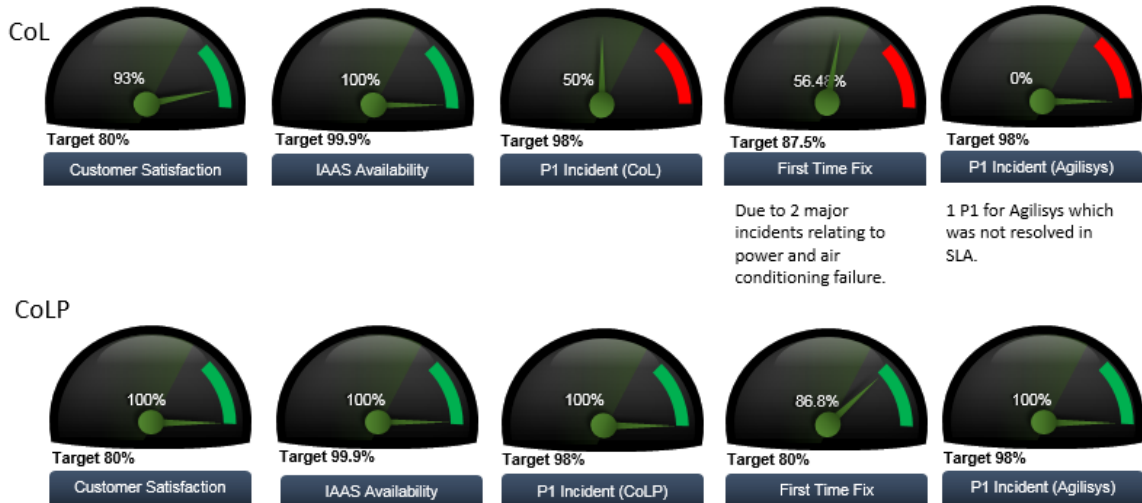 CoL
93%
100%
50%
56.48%
0%
Target 80%
Target 99.9%
Target 98%
Target 87.5%
Target 98%
Customer Satisfaction
IAAS Availability
P1 Incident (CoL)
First Time Fix
P1 Incident (Agilisys)
Due to 2 major
incidents relating to
power and air
conditioning failure.
1 P1 for Agilisys which
was not resolved in
SLA.
CoLP
100%
100%
100%
86.8%
100%
Target 80%
Target 99.9%
Target 98%
Target 80%
Target 98%
Customer Satisfaction
IAAS Availability
P1 Incident (CoLP)
First Time Fix
P1 Incident (Agilisys)